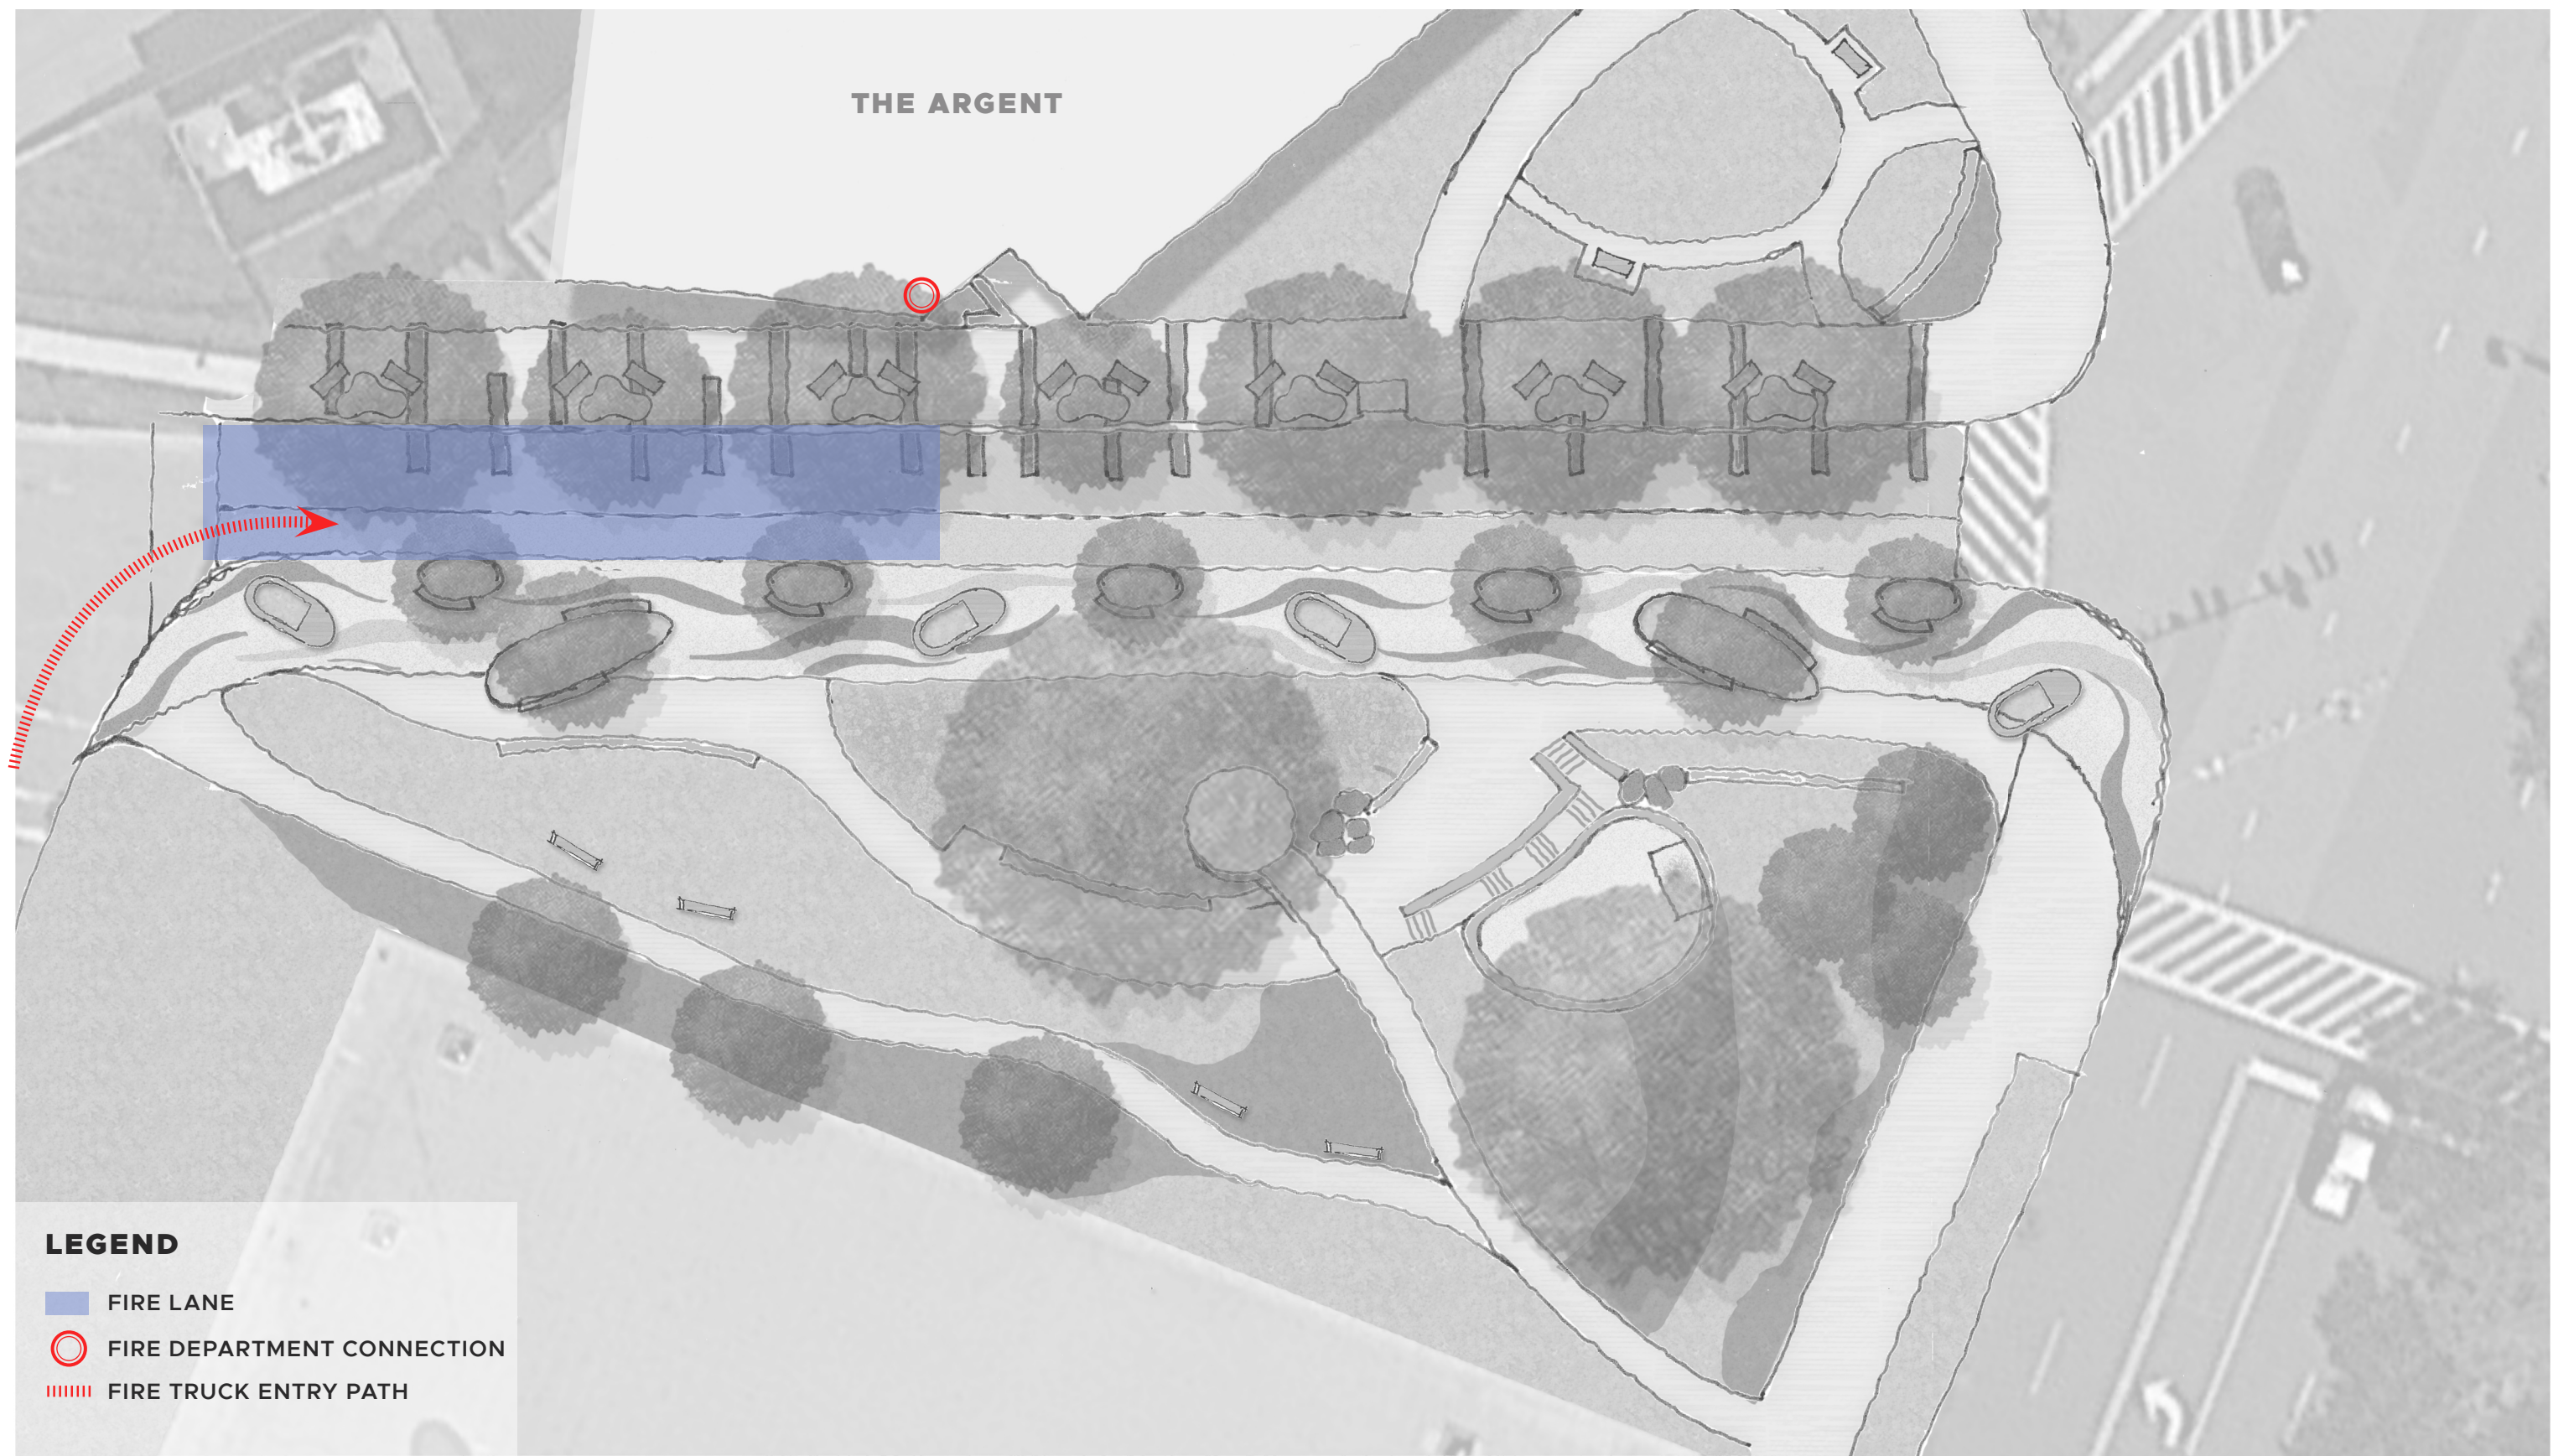 THE ARGENT
LEGEND
FIRE LANE
FIRE DEPARTMENT CONNECTION
FIRE TRUCK ENTRY PATH